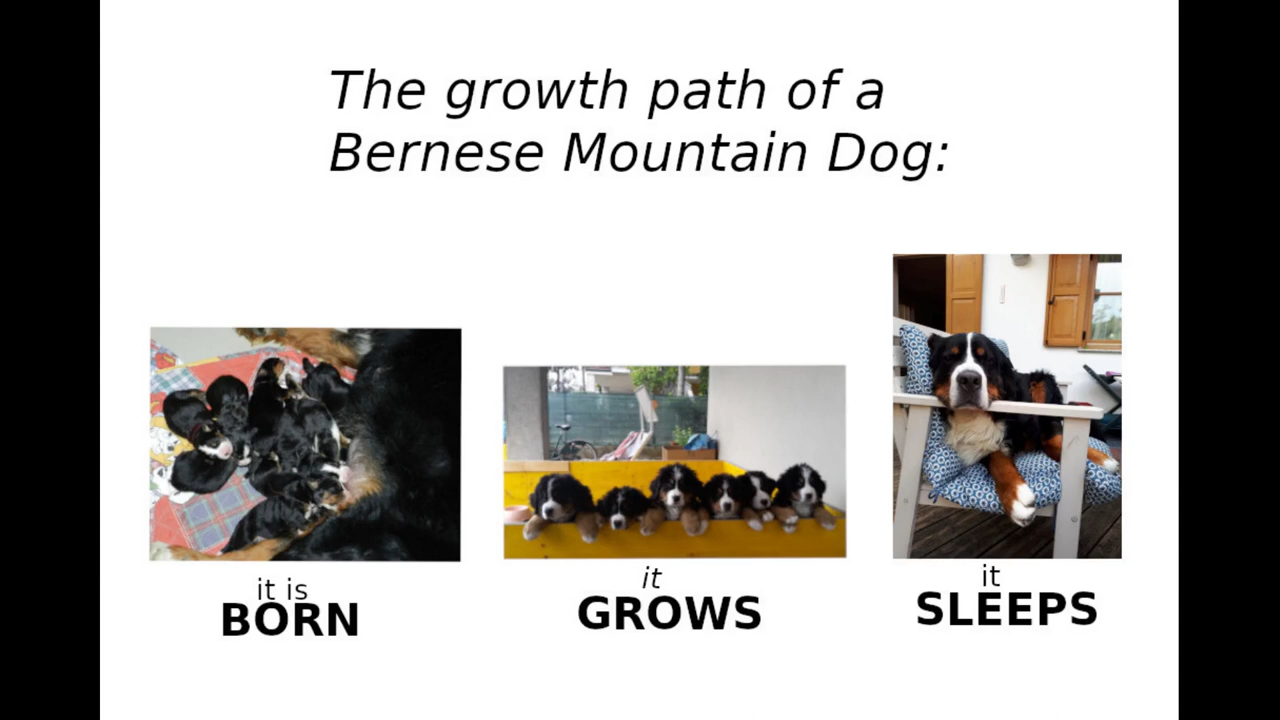 The growth path of a
Bernese Mountain Dog:
it is
BORN
it
GROWS
it
SLEEPS